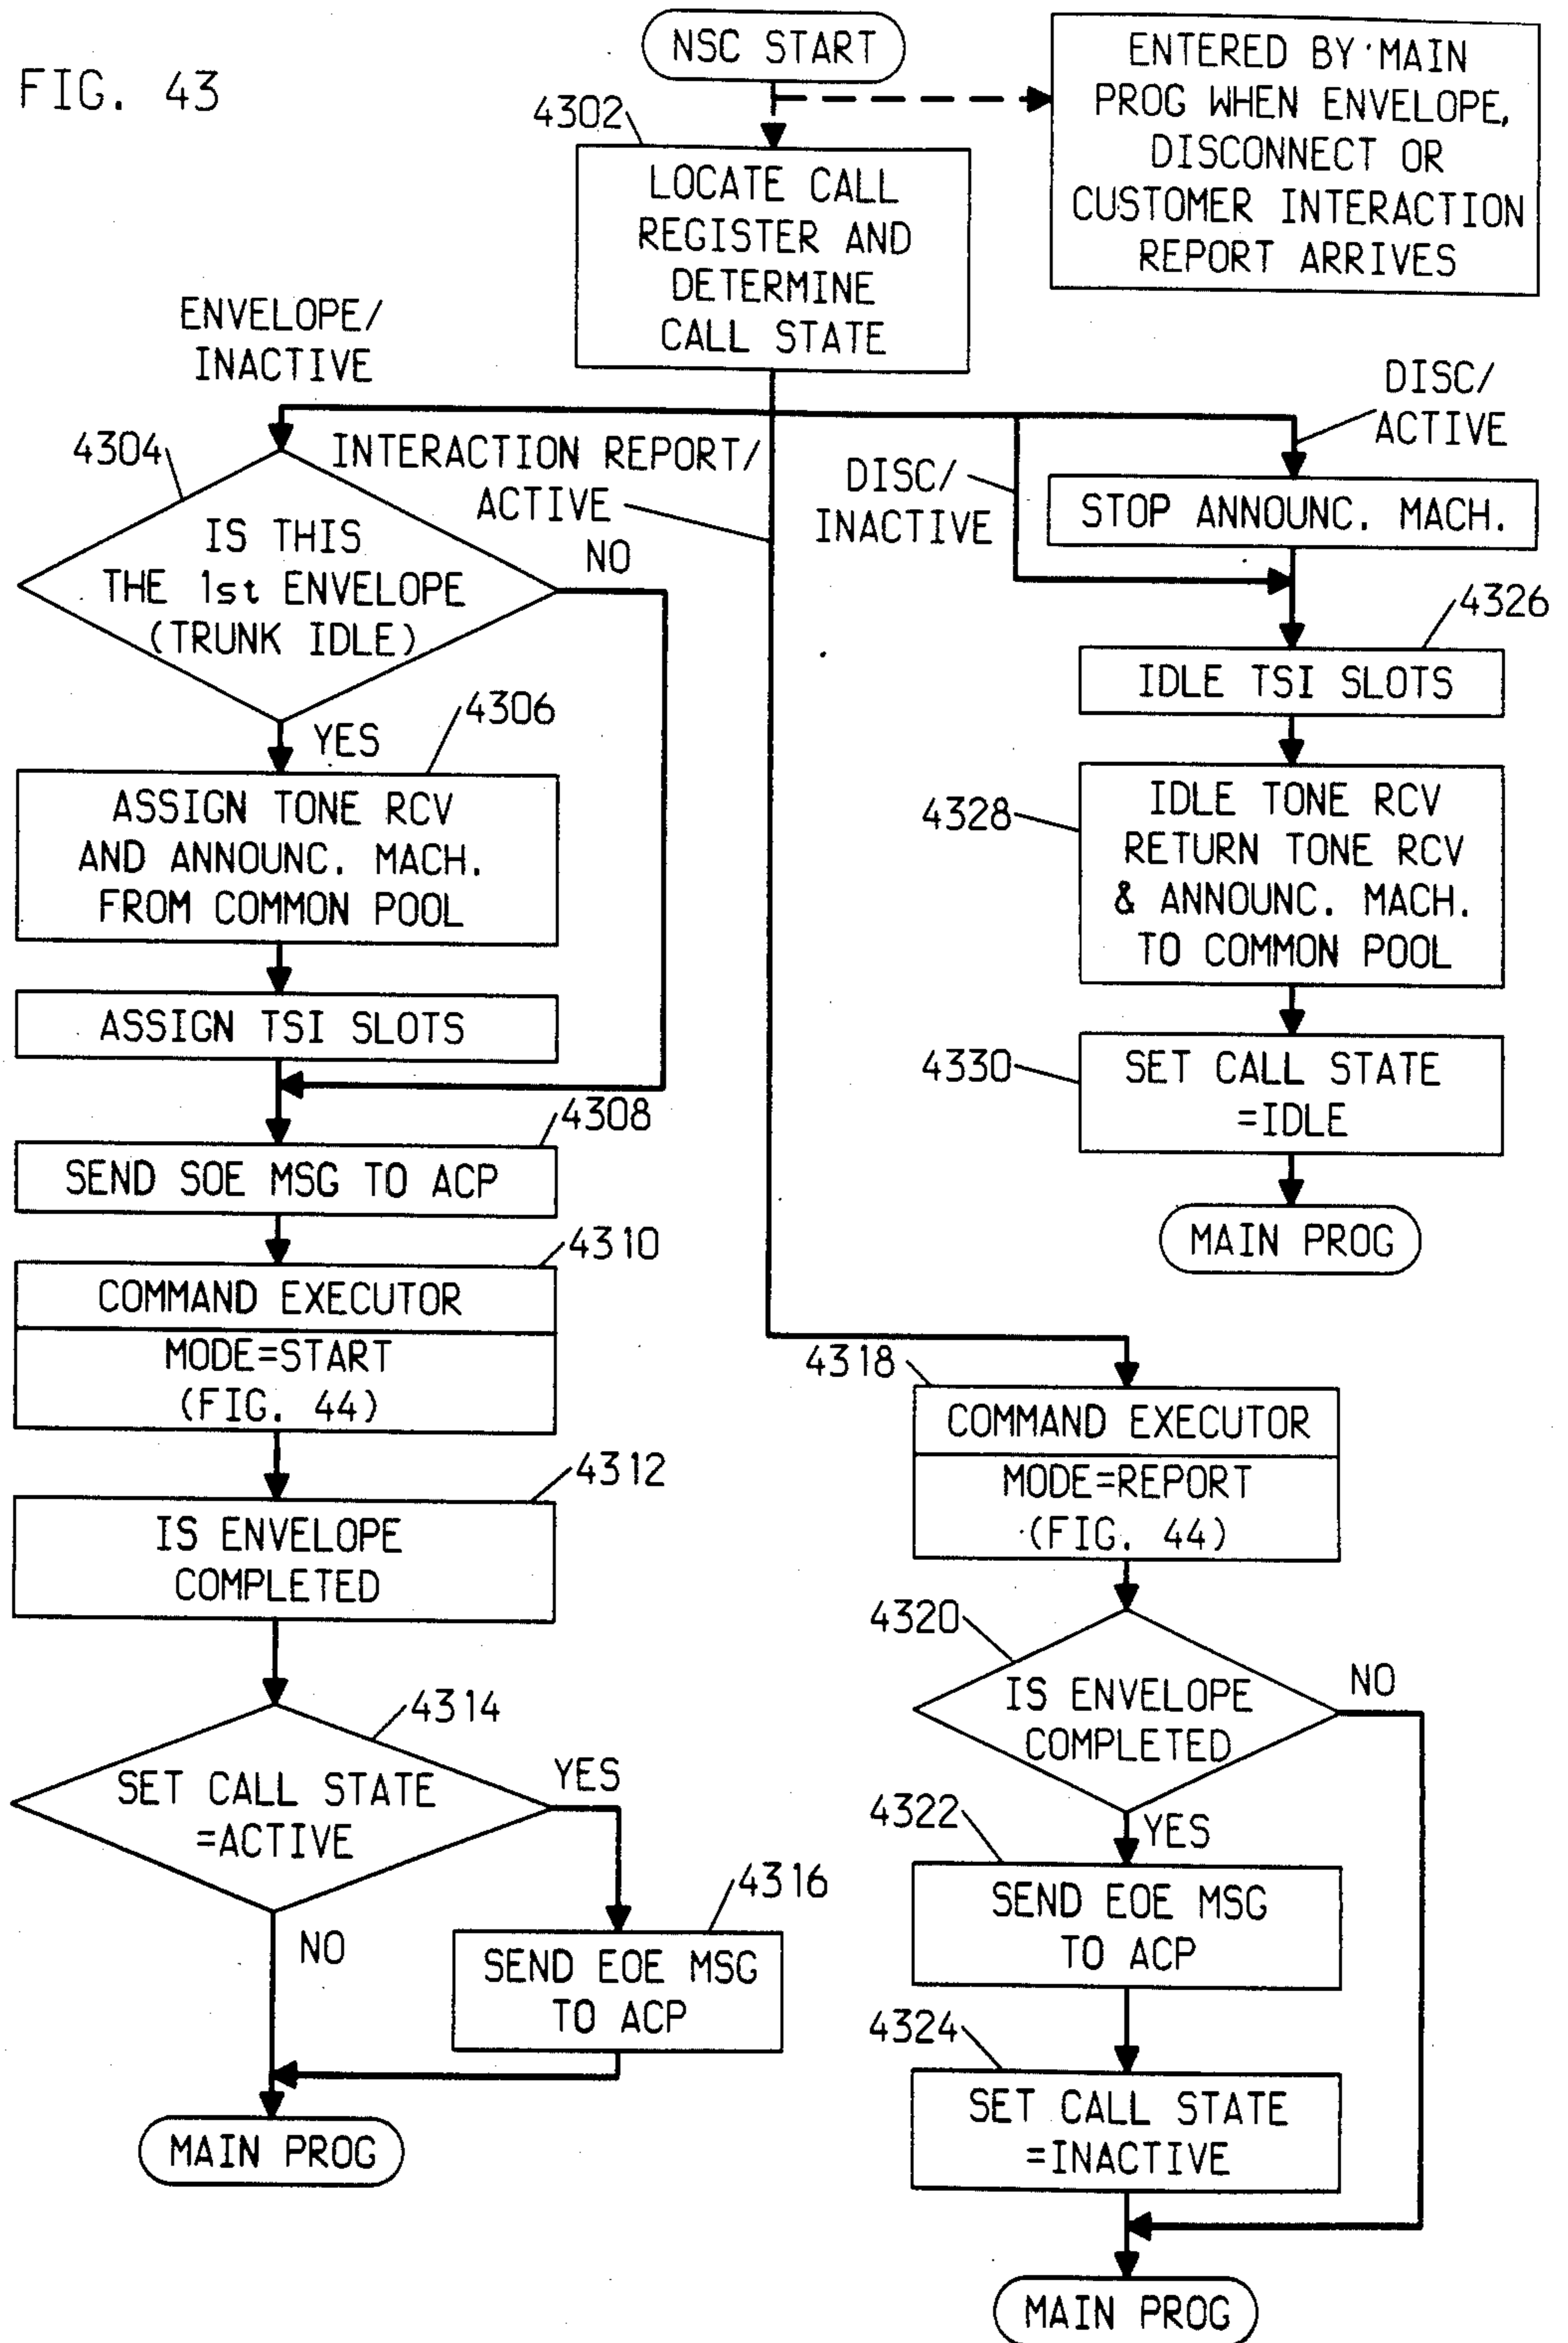 FIG. 43
NSC START
ENTERED BY MAIN
PROG WHEN ENVELOPE,
DISCONNECT OR
CUSTOMER INTERACTION
REPORT ARRIVES
4302
LOCATE CALL
REGISTER AND
DETERMINE
CALL STATE
ENVELOPE/
INACTIVE
INTERACTION REPORT/
ACTIVE
DISC/
INACTIVE
DISC/
ACTIVE
4304
IS THIS
THE 1st ENVELOPE
(TRUNK IDLE)
NO
YES
4306
ASSIGN TONE RCV
AND ANNOUNC. MACH.
FROM COMMON POOL
ASSIGN TSI SLOTS
4308
SEND SOE MSG TO ACP
4310
COMMAND EXECUTOR
MODE=START
(FIG. 44)
4312
IS ENVELOPE
COMPLETED
4314
SET CALL STATE
=ACTIVE
YES
NO
4316
SEND EOE MSG
TO ACP
MAIN PROG
STOP ANNOUNC. MACH.
4326
IDLE TSI SLOTS
4328
IDLE TONE RCV
RETURN TONE RCV
& ANNOUNC. MACH.
TO COMMON POOL
4330
SET CALL STATE
=IDLE
MAIN PROG
4318
COMMAND EXECUTOR
MODE=REPORT
(FIG. 44)
4320
IS ENVELOPE
COMPLETED
NO
YES
4322
SEND EOE MSG
TO ACP
4324
SET CALL STATE
=INACTIVE
MAIN PROG